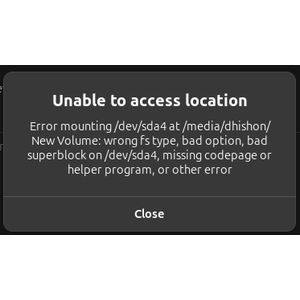 Unable to access location
Error mounting /dev/sda4 at /media/dhishon/
New Volume: wrong fs type, bad option, bad
superblock on /dev/sda4, missing codepage or
helper program, or other error
Close